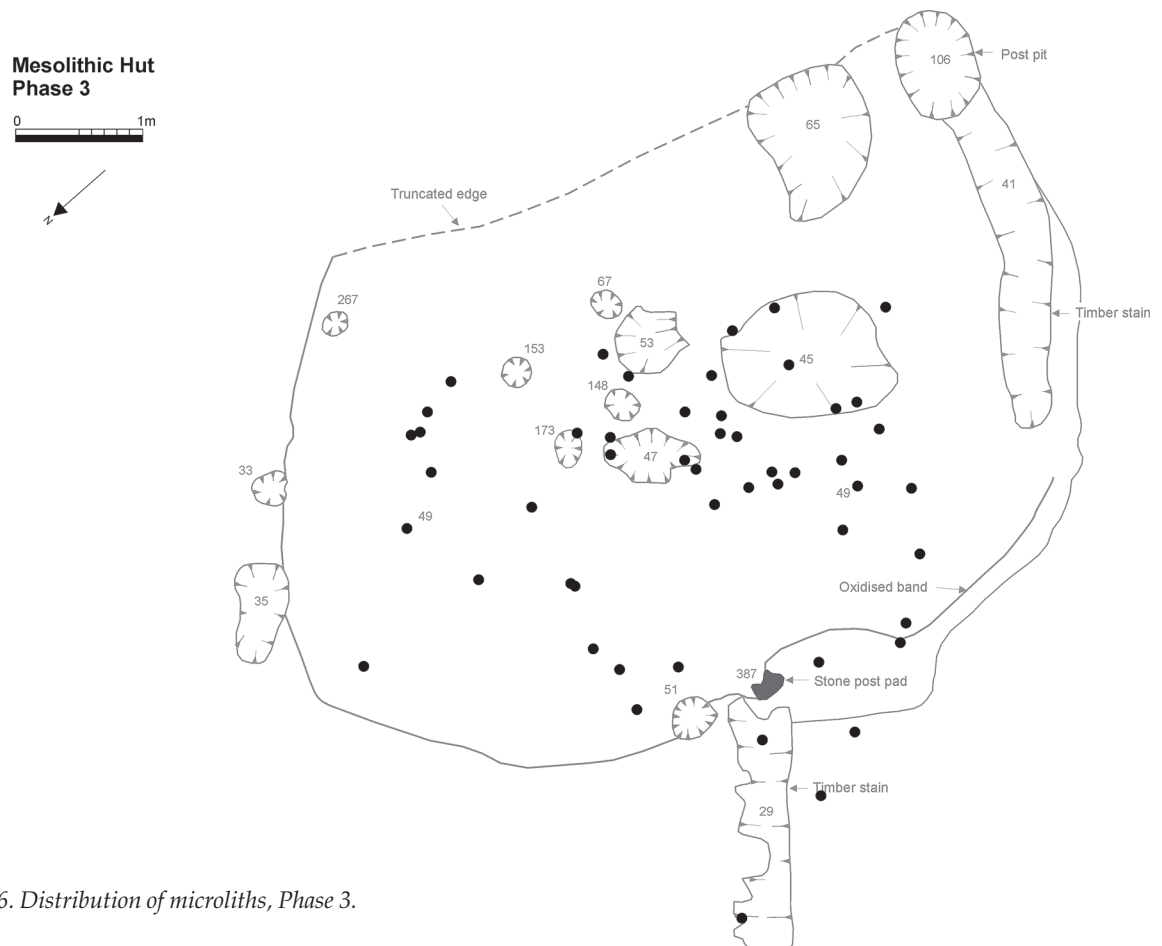 Mesolithic Hut
Phase 3
0 1m
N
106
Post pit
65
41
Truncated edge
67
267
Timber stain
53
153
45
148
173
47
33
49
49
35
Oxidised band
387
Stone post pad
51
Timber stain
29
6. Distribution of microliths, Phase 3.